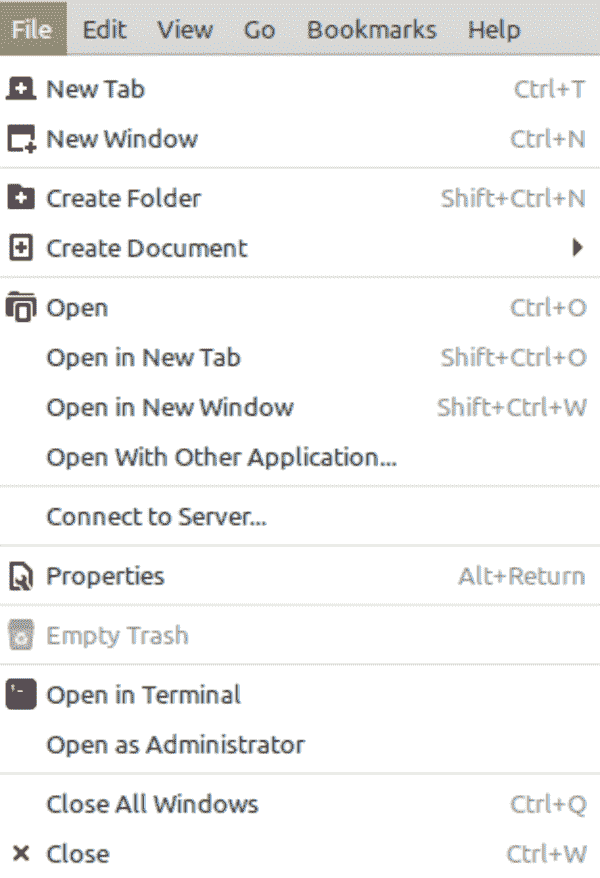 File Edit View Go Bookmarks Help
New Tab Ctrl+T
New Window Ctrl+N
Create Folder Shift+Ctrl+N
Create Document
Open Ctrl+O
Open in New Tab Shift+Ctrl+O
Open in New Window Shift+Ctrl+W
Open With Other Application...
Connect to Server...
Properties Alt+Return
Empty Trash
Open in Terminal
Open as Administrator
Close All Windows Ctrl+Q
Close Ctrl+W